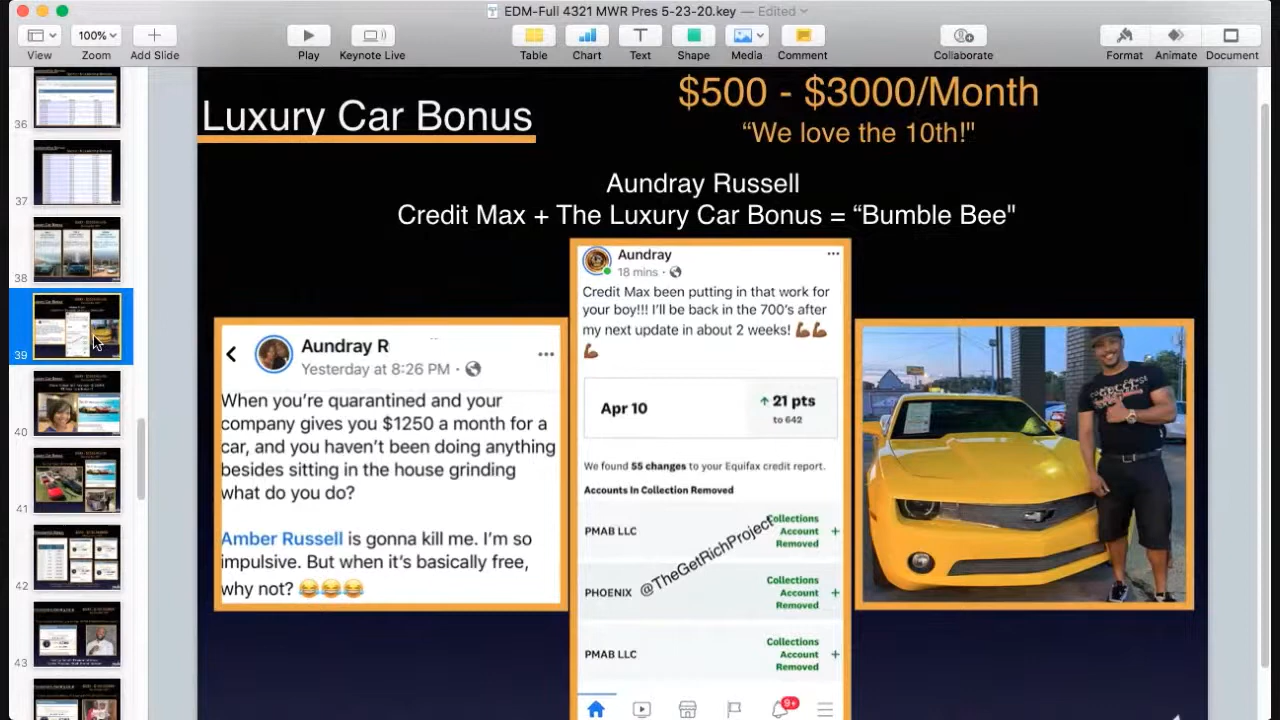 EDM-Full 4321 MWR Pres 5-23-20.key — Edited
100%
View
Zoom
Add Slide
Play
Keynote Live
Table
Chart
Text
Shape
Media
Comment
Collaborate
Format
Animate
Document
36
37
38
39
40
41
42
43
Luxury Car Bonus
$500 - $3000/Month
“We love the 10th!"
Aundray Russell
Credit Max + The Luxury Car Bonus = “Bumble Bee"
Aundray R
Yesterday at 8:26 PM
When you’re quarantined and your
company gives you $1250 a month for a
car, and you haven’t been doing anything
besides sitting in the house grinding
what do you do?
Amber Russell is gonna kill me. I’m so
impulsive. But when it’s basically free,
why not? 😂😂😂
Aundray
18 mins
Credit Max been putting in that work for
your boy!!! I’ll be back in the 700’s after
my next update in about 2 weeks! 💪🏾💪🏾
💪🏾
Apr 10
↑ 21 pts
to 642
We found 55 changes to your Equifax credit report.
Accounts In Collection Removed
PMAB LLC
Collections
Account
Removed
+
@TheGetRichProject
PHOENIX
Collections
Account
Removed
+
PMAB LLC
Collections
Account
Removed
+
9+